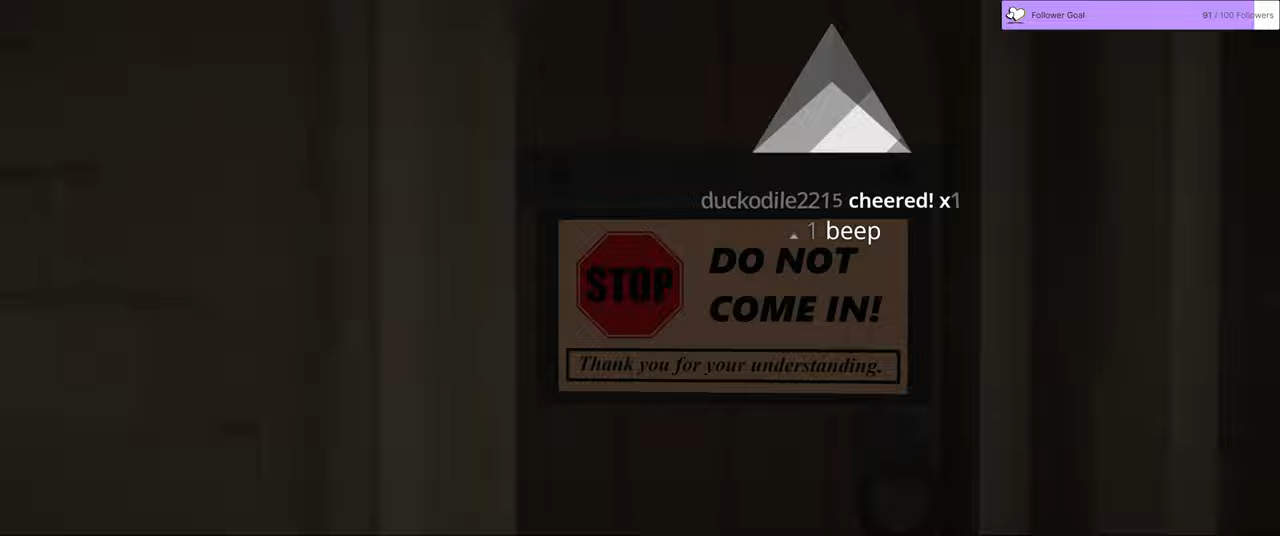 Follower Goal 91 / 100 Followers
duckodile2215 cheered! x1
1 beep
STOP
DO NOT
COME IN!
Thank you for your understanding.